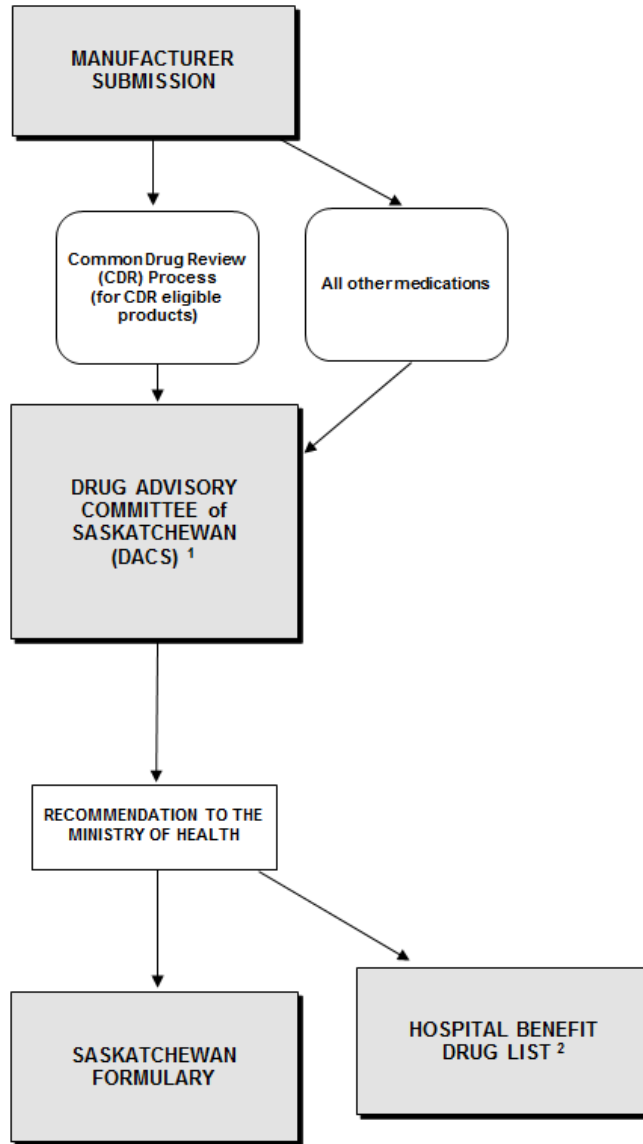 MANUFACTURER
SUBMISSION
Common Drug Review
(CDR) Process
(for CDR eligible
products)
All other medications
DRUG ADVISORY
COMMITTEE of
SASKATCHEWAN
(DACS) ¹
RECOMMENDATION TO THE
MINISTRY OF HEALTH
SASKATCHEWAN
FORMULARY
HOSPITAL BENEFIT
DRUG LIST ²